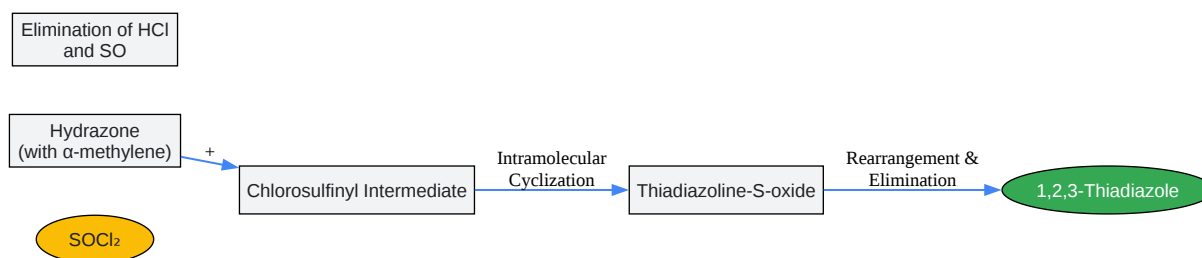 Elimination of HCl
and SO
Hydrazone
(with α-methylene)
+
SOCl₂
Chlorosulfinyl Intermediate
Intramolecular
Cyclization
Thiadiazoline-S-oxide
Rearrangement &
Elimination
1,2,3-Thiadiazole